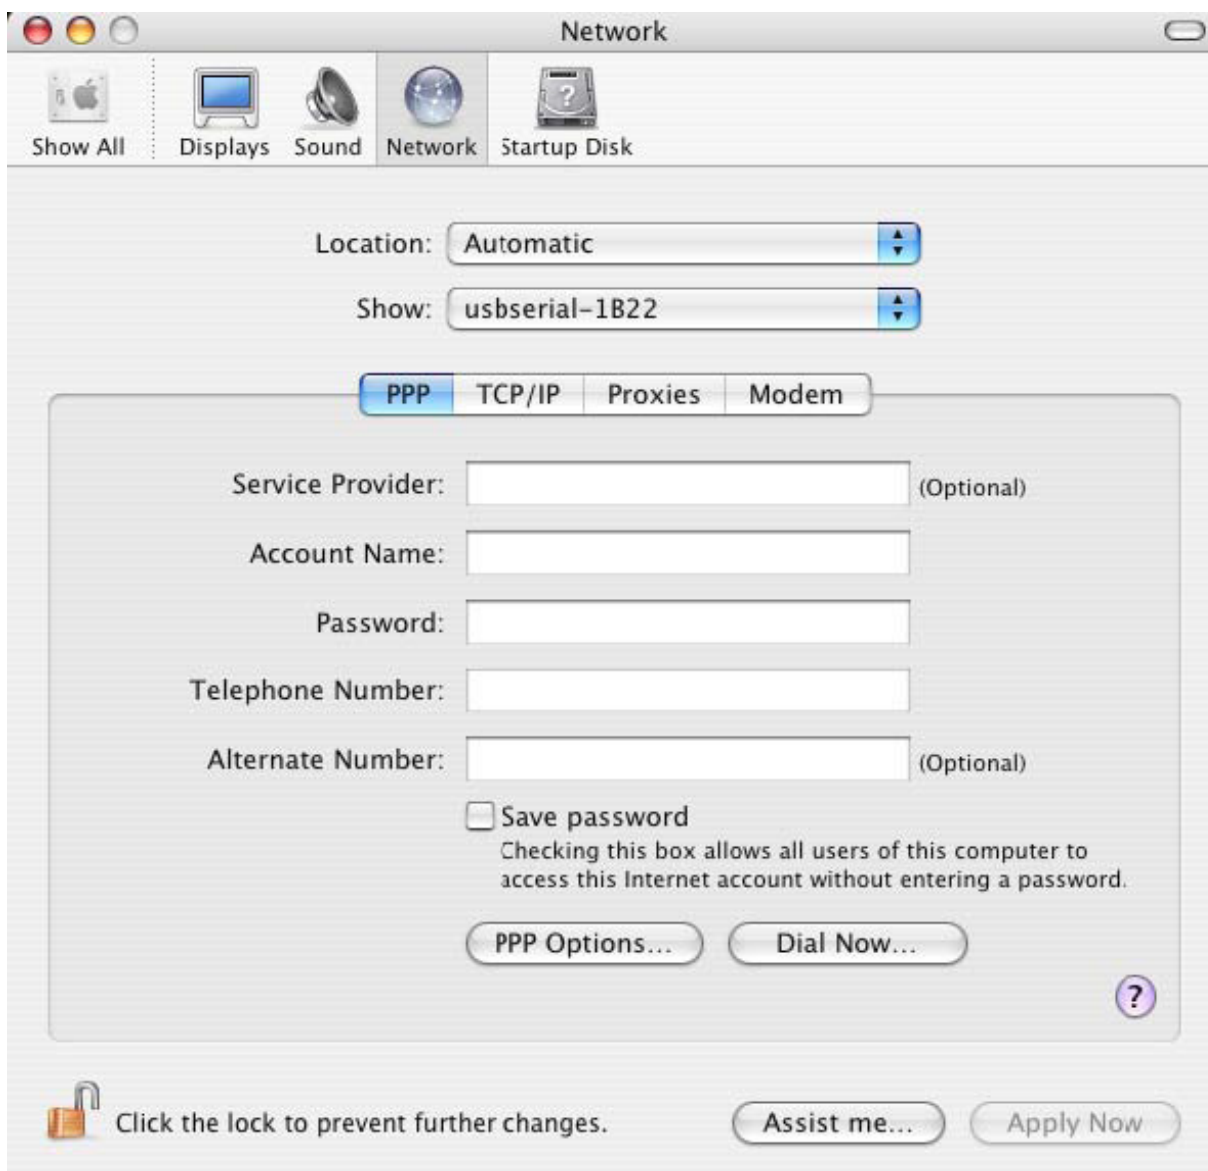 Network
Show All
Displays
Sound
Network
Startup Disk
Location: Automatic
Show: usbserial-1B22
PPP
TCP/IP
Proxies
Modem
Service Provider: (Optional)
Account Name:
Password:
Telephone Number:
Alternate Number: (Optional)
Save password
Checking this box allows all users of this computer to
access this Internet account without entering a password.
PPP Options...
Dial Now...
?
Click the lock to prevent further changes.
Assist me...
Apply Now